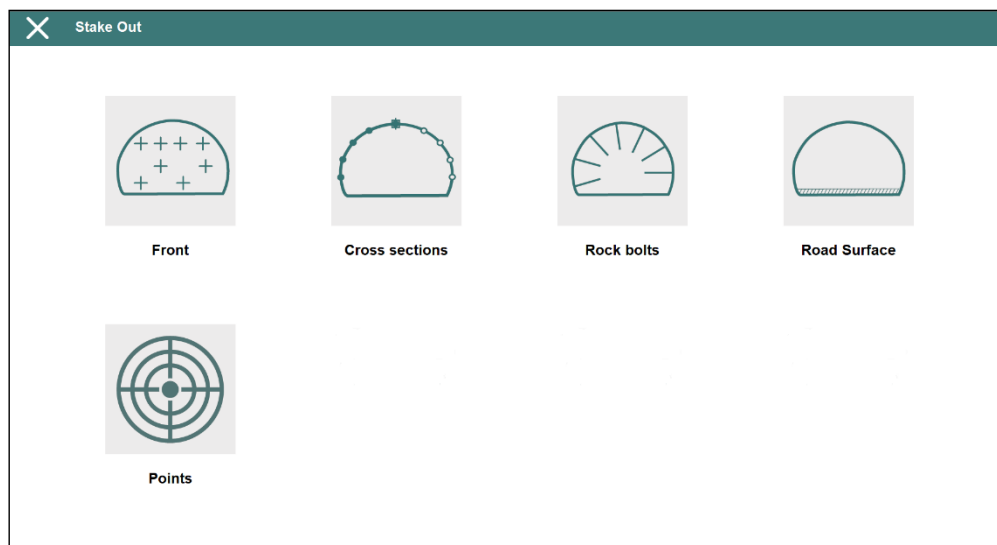 Stake Out
Front
Cross sections
Rock bolts
Road Surface
Points